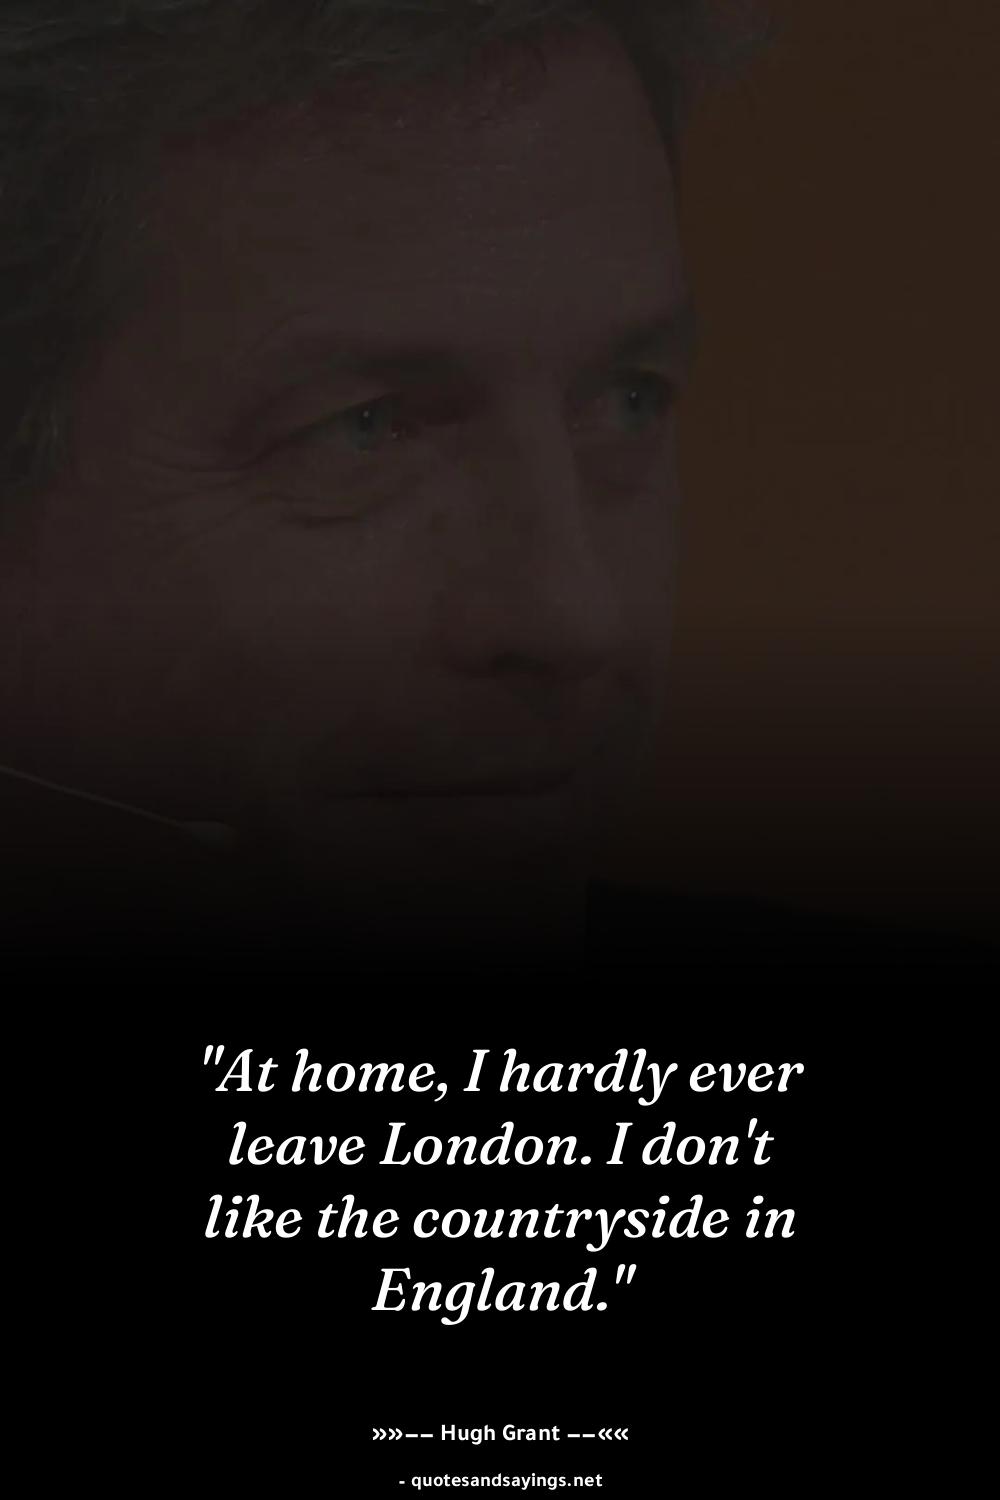 "At home, I hardly ever
leave London. I don't
like the countryside in
England."
»»−− Hugh Grant −−««
- quotesandsayings.net